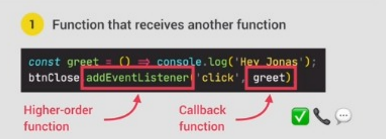 1 Function that receives another function
const greet = () => console.log('Hey Jonas');
btnClose.addEventListener('click', greet)
Higher-order Callback
function function